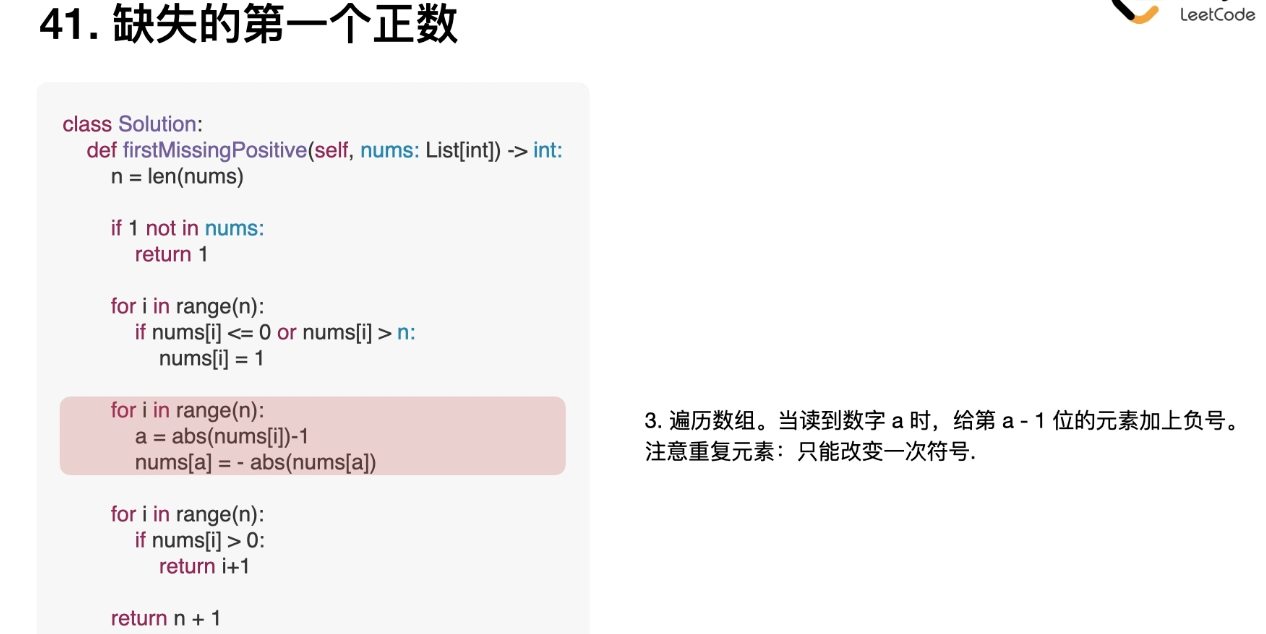 41. 缺失的第一个正数
LeetCode
class Solution:
def firstMissingPositive(self, nums: List[int]) -> int:
n = len(nums)
if 1 not in nums:
return 1
for i in range(n):
if nums[i] <= 0 or nums[i] > n:
nums[i] = 1
for i in range(n):
a = abs(nums[i])-1
nums[a] = - abs(nums[a])
for i in range(n):
if nums[i] > 0:
return i+1
return n + 1
3. 遍历数组。当读到数字 a 时，给第 a - 1 位的元素加上负号。
注意重复元素：只能改变一次符号.